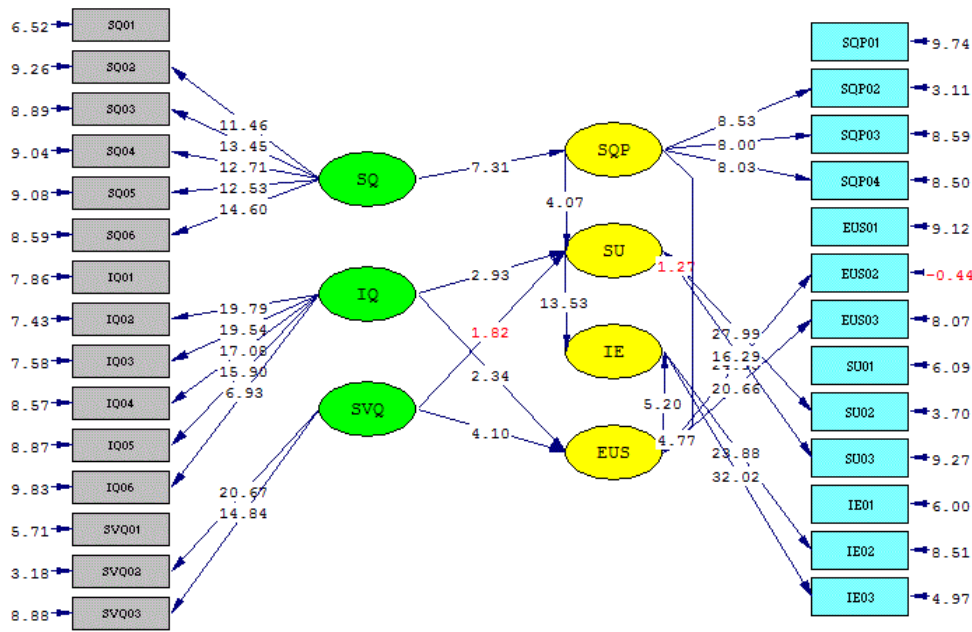 6.52 SQ01
9.26 SQ02
8.89 SQ03
9.04 SQ04
9.08 SQ05
8.59 SQ06
7.86 IQ01
7.43 IQ02
7.58 IQ03
8.57 IQ04
8.87 IQ05
9.83 IQ06
5.71 SVQ01
3.18 SVQ02
8.88 SVQ03
11.46
13.45
12.71
12.53
14.60
19.79
19.54
17.08
15.90
6.93
20.67
14.84
SQ
IQ
SVQ
7.31
2.93
1.82
2.34
4.10
SQP
4.07
SU
13.53
IE
5.20
EUS
4.77
1.27
8.53
8.00
8.03
27.99
16.29
20.66
23.88
32.02
SQP01 9.74
SQP02 3.11
SQP03 8.59
SQP04 8.50
EUS01 9.12
EUS02 -0.44
EUS03 8.07
SU01 6.09
SU02 3.70
SU03 9.27
IE01 6.00
IE02 8.51
IE03 4.97